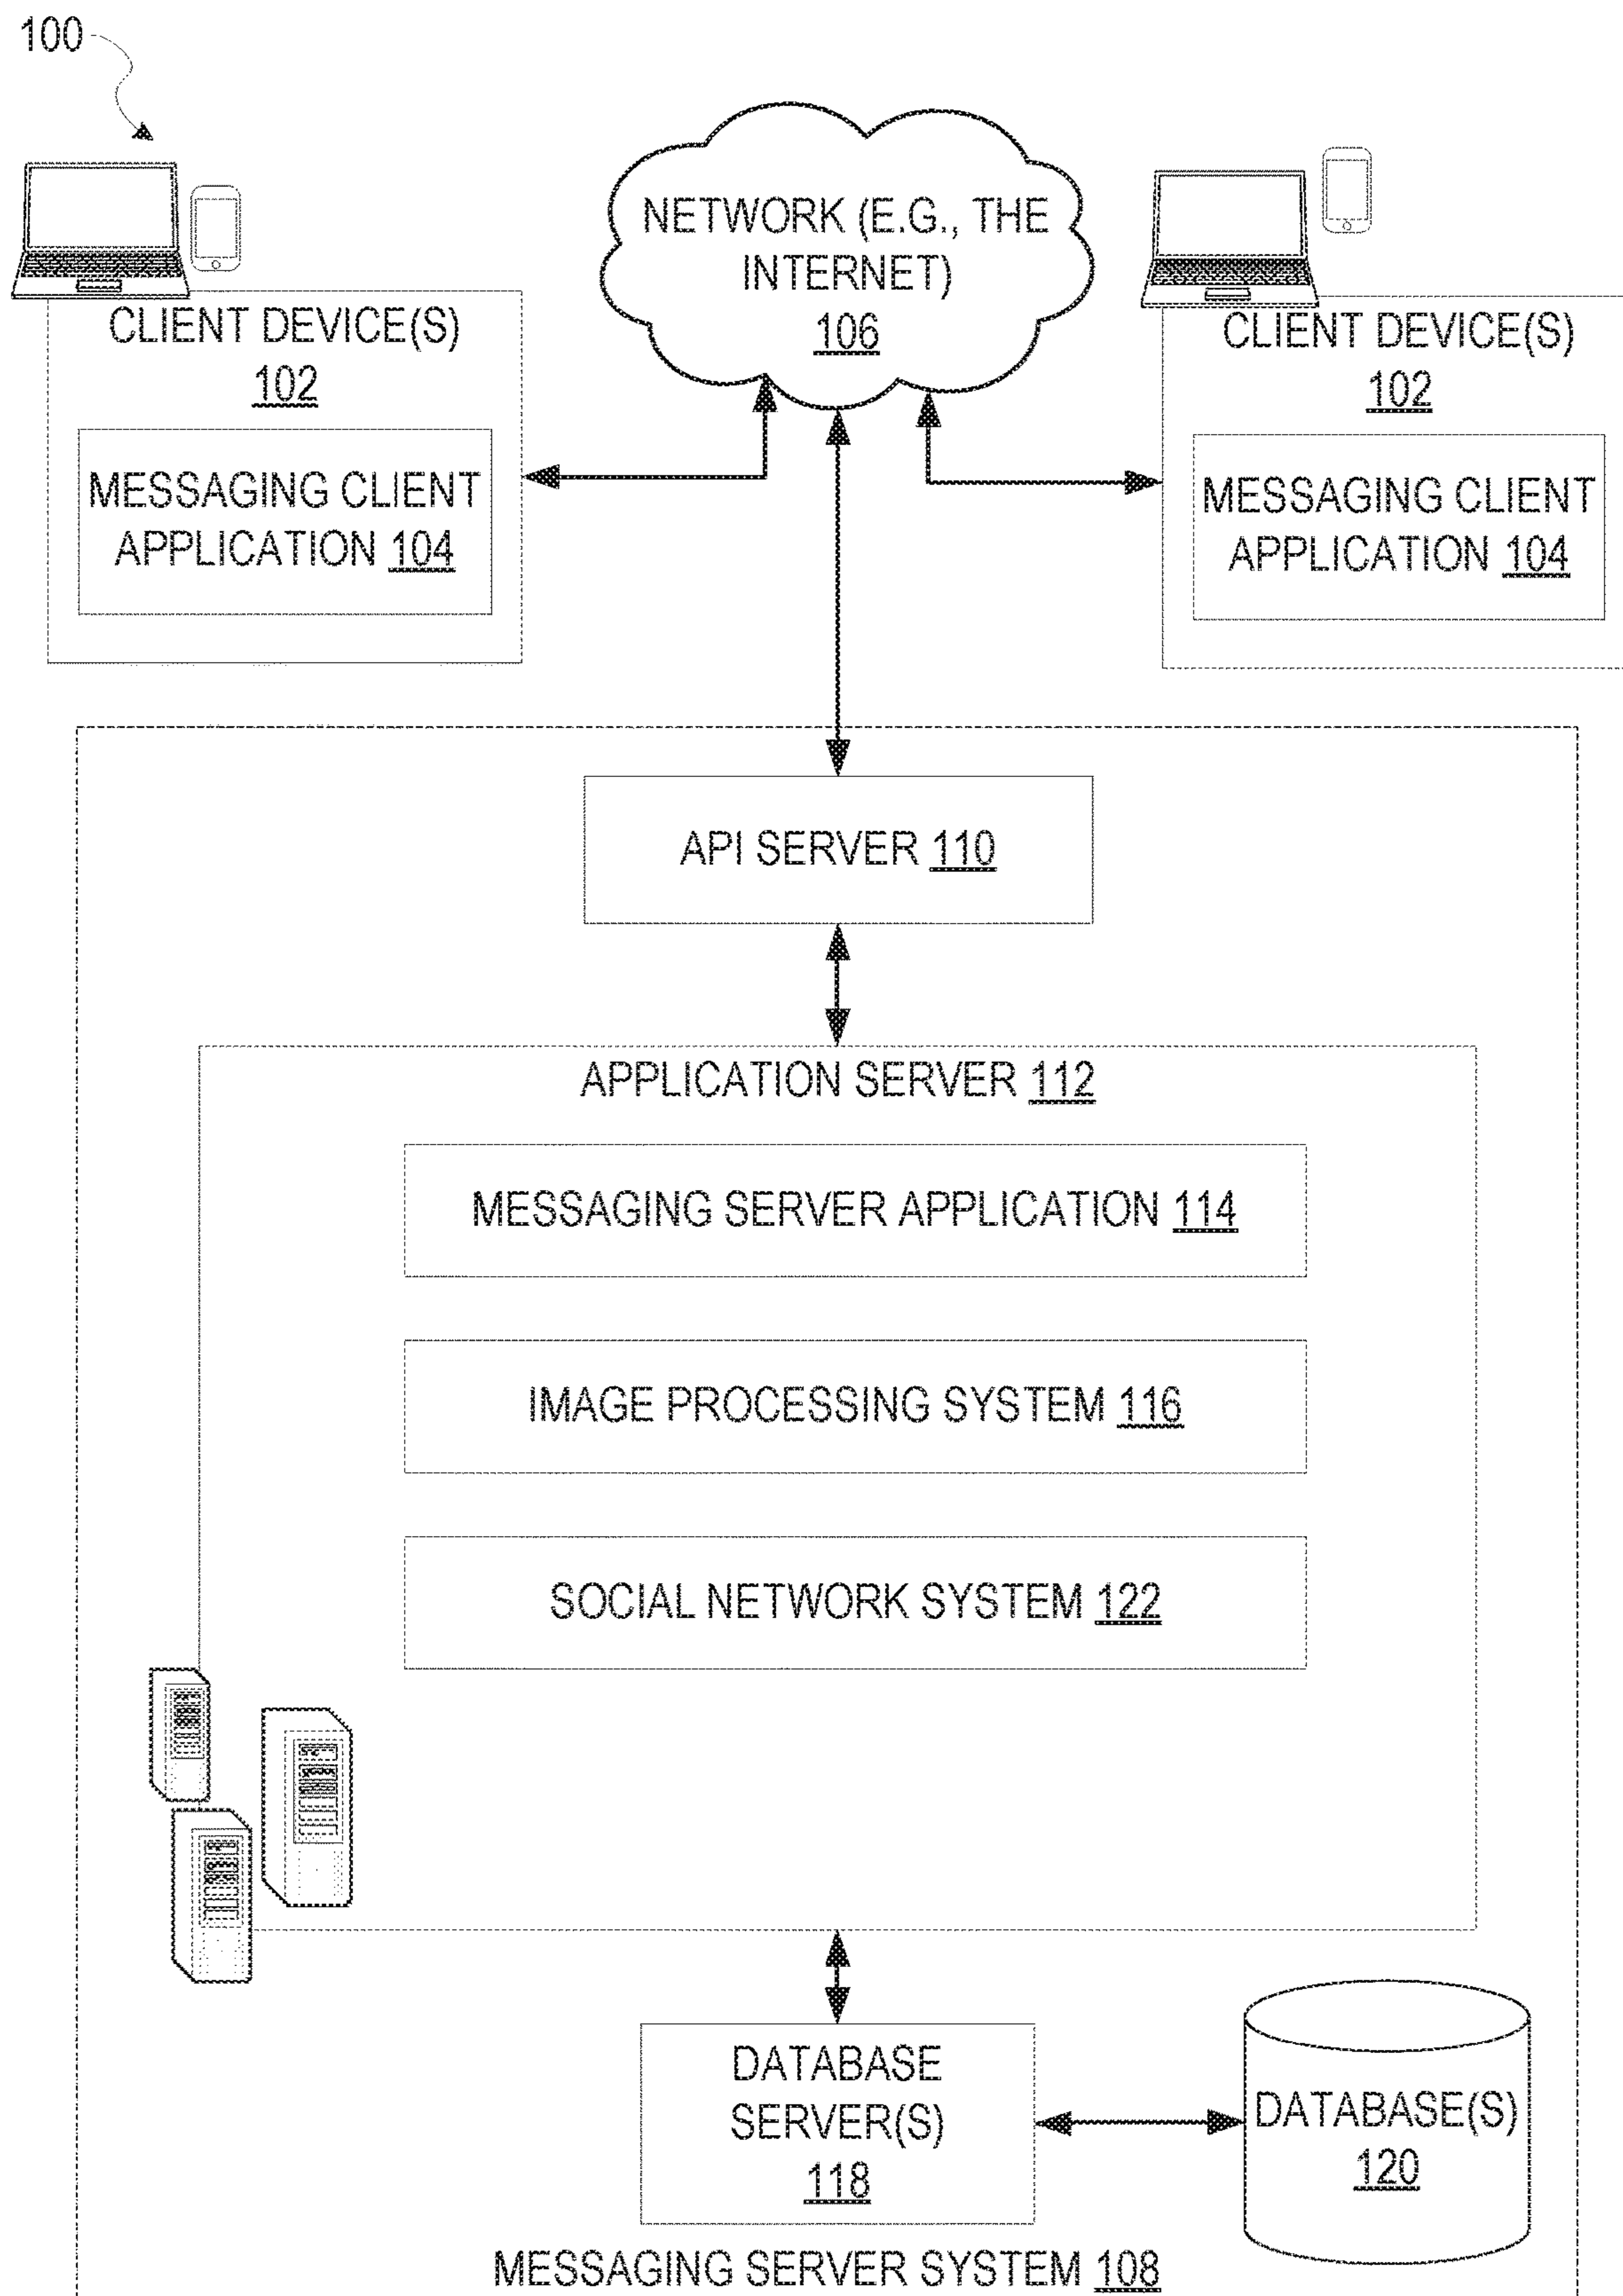 100
NETWORK (E.G., THE
INTERNET)
106
CLIENT DEVICE(S)
102
MESSAGING CLIENT
APPLICATION 104
CLIENT DEVICE(S)
102
MESSAGING CLIENT
APPLICATION 104
API SERVER 110
APPLICATION SERVER 112
MESSAGING SERVER APPLICATION 114
IMAGE PROCESSING SYSTEM 116
SOCIAL NETWORK SYSTEM 122
DATABASE
SERVER(S)
118
DATABASE(S)
120
MESSAGING SERVER SYSTEM 108